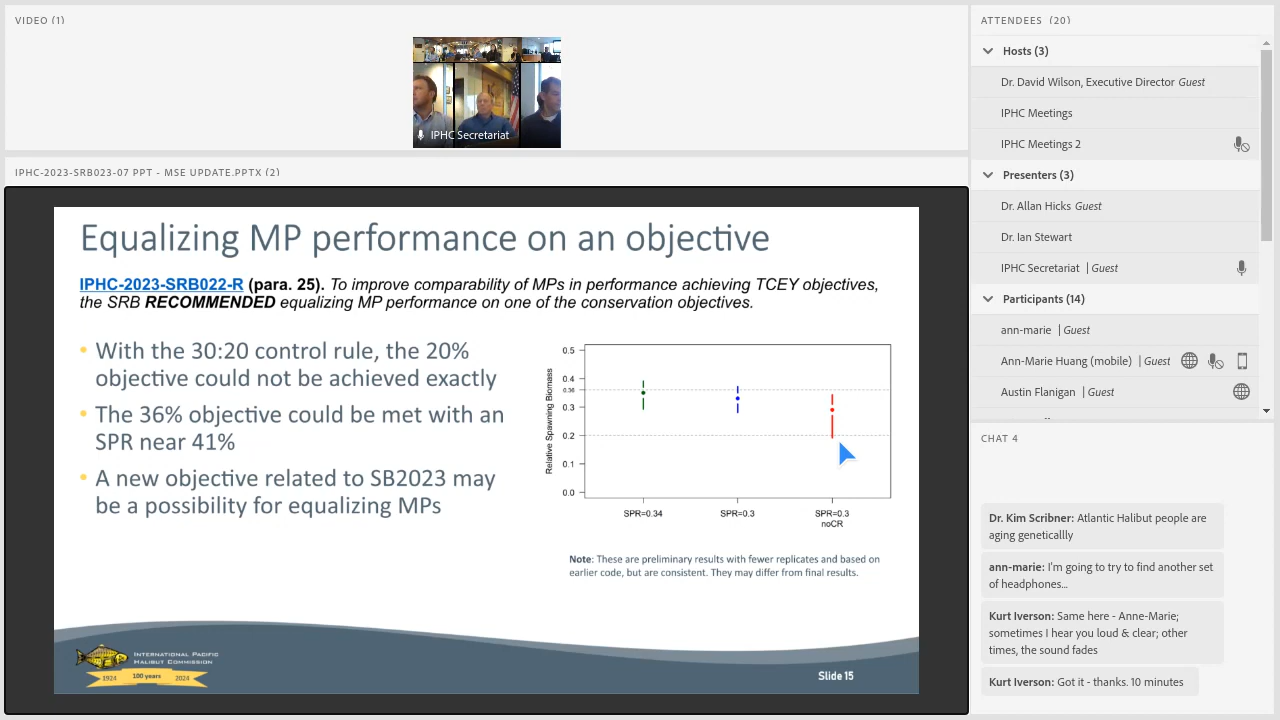 VIDEO (1)
IPHC Secretariat
IPHC-2023-SRB023-07 PPT - MSE UPDATE.PPTX (2)
Equalizing MP performance on an objective
IPHC-2023-SRB022-R (para. 25). To improve comparability of MPs in performance achieving TCEY objectives,
the SRB RECOMMENDED equalizing MP performance on one of the conservation objectives.
• With the 30:20 control rule, the 20%
objective could not be achieved exactly
• The 36% objective could be met with an
SPR near 41%
• A new objective related to SB2023 may
be a possibility for equalizing MPs
Relative Spawning Biomass
0.5
0.4
0.36
0.3
0.2
0.1
0.0
SPR=0.34
SPR=0.3
SPR=0.3
noCR
Note: These are preliminary results with fewer replicates and based on
earlier code, but are consistent. They may differ from final results.
INTERNATIONAL PACIFIC
HALIBUT COMMISSION
1924 100 years 2024
Slide 15
ATTENDEES (20)
Hosts (3)
Dr. David Wilson, Executive Director Guest
IPHC Meetings
IPHC Meetings 2
Presenters (3)
Dr. Allan Hicks Guest
Dr. Ian Stewart
IPHC Secretariat | Guest
Participants (14)
ann-marie | Guest
Ann-Marie Huang (mobile) | Guest
Austin Flanigan | Guest
CHAT 4
Dr. Kim Scribner: Atlantic Halibut people are
aging genetically
ann-marie: I'm going to try to find another set
of headphones...
Kurt Iverson: Same here - Anne-Marie;
sometimes I hear you loud & clear; other
times, the sound fades
Kurt Iverson: Got it - thanks. 10 minutes